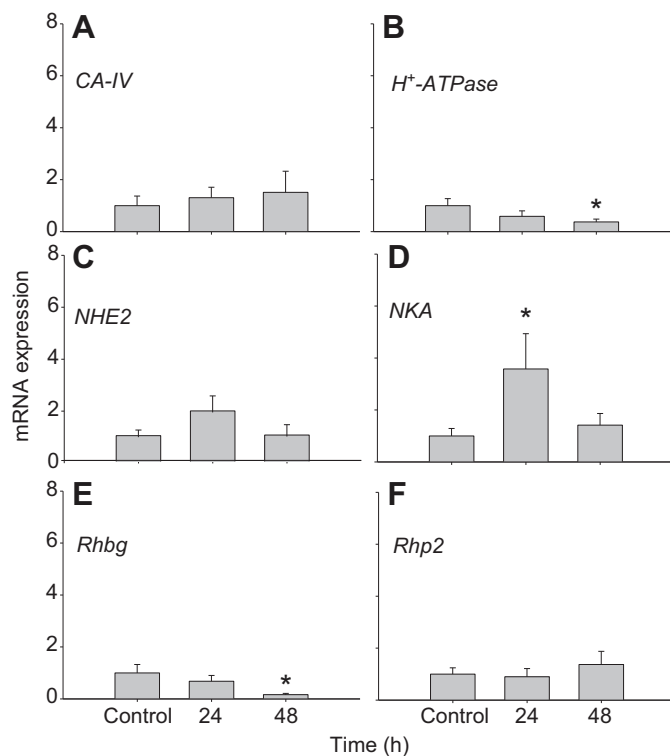 A
B
8
CA-IV
H⁺-ATPase
6
4
2
*
0
C
D
8
NHE2
NKA
*
6
mRNA expression
4
2
0
E
F
8
Rhbg
Rhp2
6
4
2
*
0
Control 24 48
Control 24 48
Time (h)